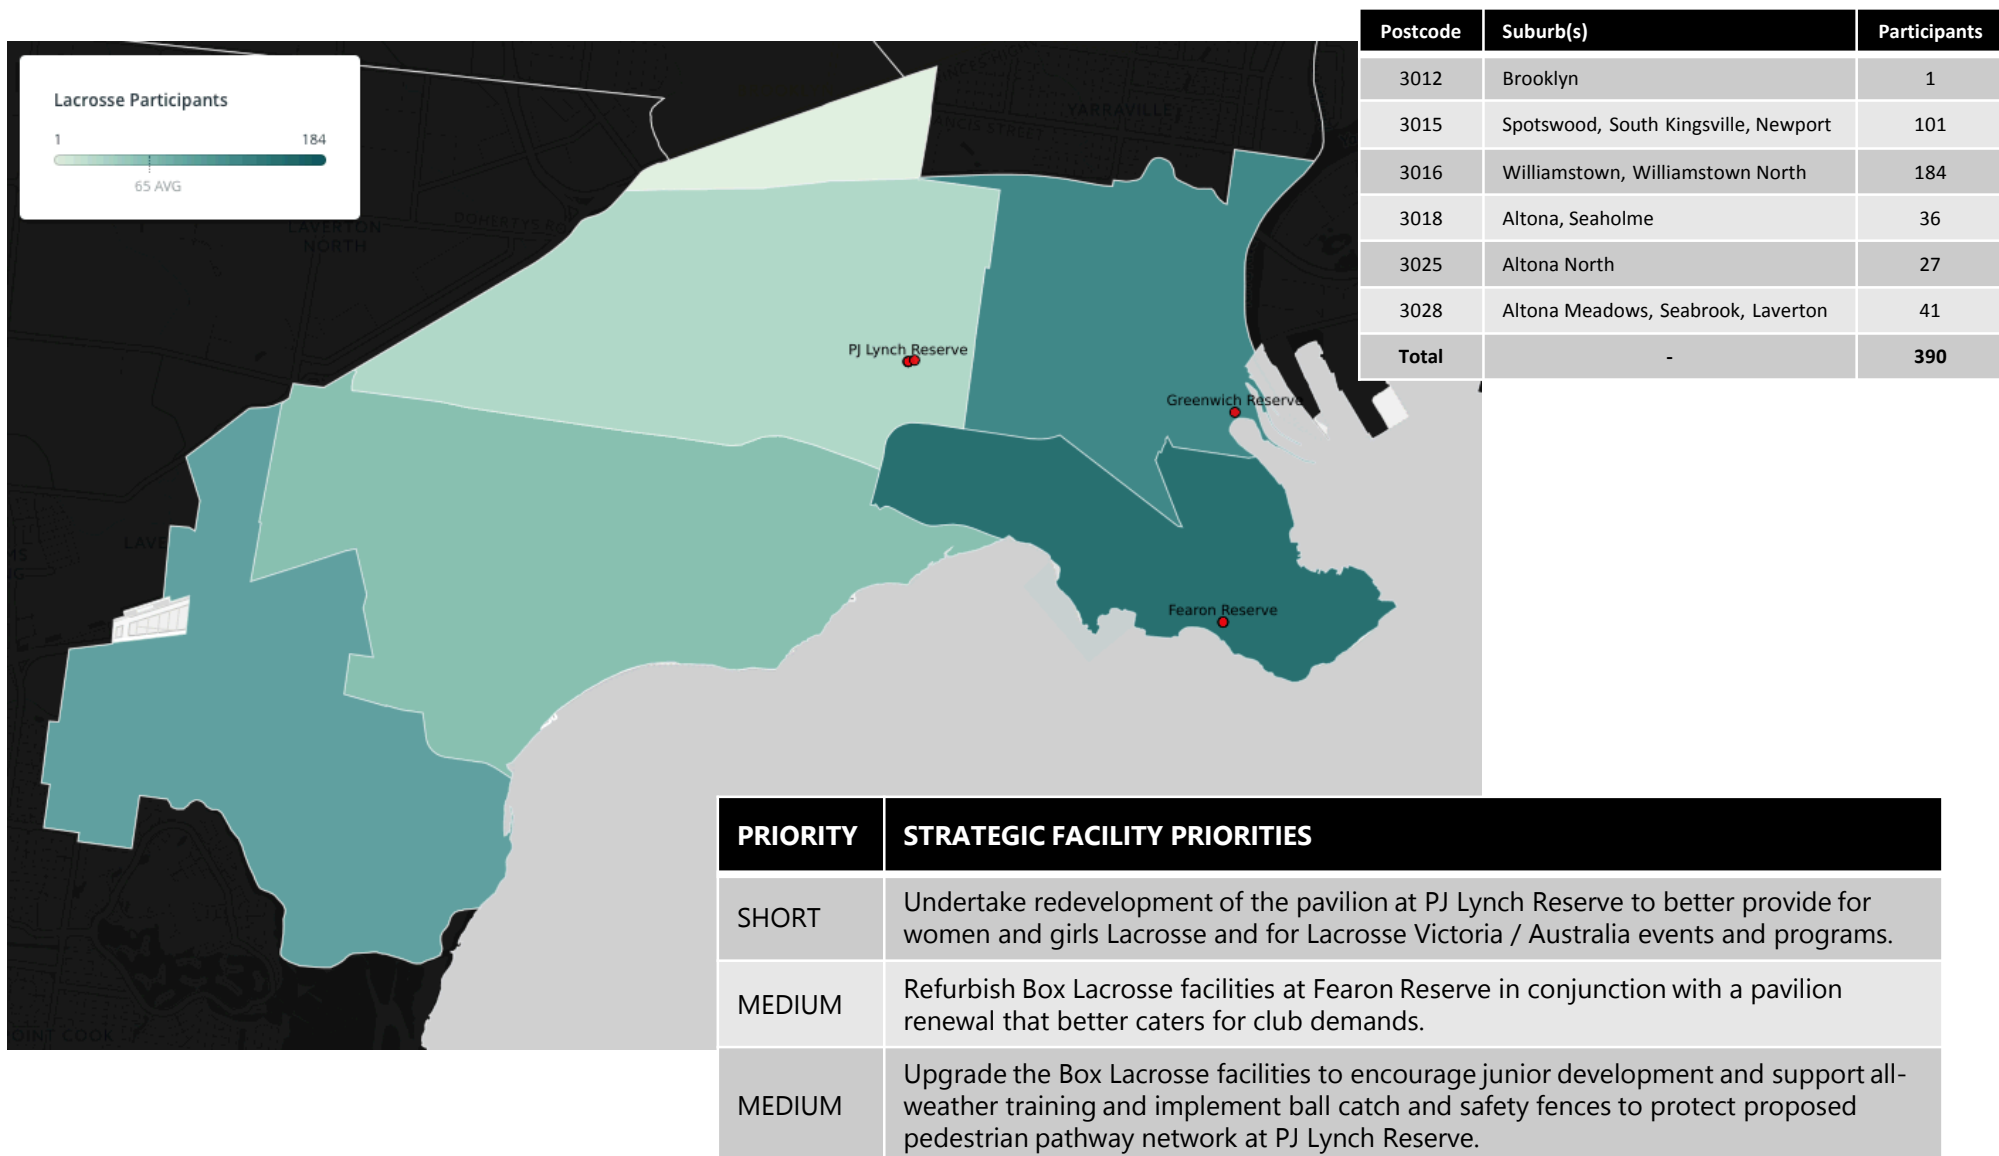 Lacrosse Participants
1 184
65 AVG
YARRAVILLE
LAVERTON
NORTH
DOHERTYS
PJ Lynch Reserve
Greenwich Reserve
Fearon Reserve
Postcode Suburb(s) Participants
3012 Brooklyn 1
3015 Spotswood, South Kingsville, Newport 101
3016 Williamstown, Williamstown North 184
3018 Altona, Seaholme 36
3025 Altona North 27
3028 Altona Meadows, Seabrook, Laverton 41
Total - 390
PRIORITY STRATEGIC FACILITY PRIORITIES
SHORT Undertake redevelopment of the pavilion at PJ Lynch Reserve to better provide for
women and girls Lacrosse and for Lacrosse Victoria / Australia events and programs.
MEDIUM Refurbish Box Lacrosse facilities at Fearon Reserve in conjunction with a pavilion
renewal that better caters for club demands.
MEDIUM Upgrade the Box Lacrosse facilities to encourage junior development and support all-
weather training and implement ball catch and safety fences to protect proposed
pedestrian pathway network at PJ Lynch Reserve.